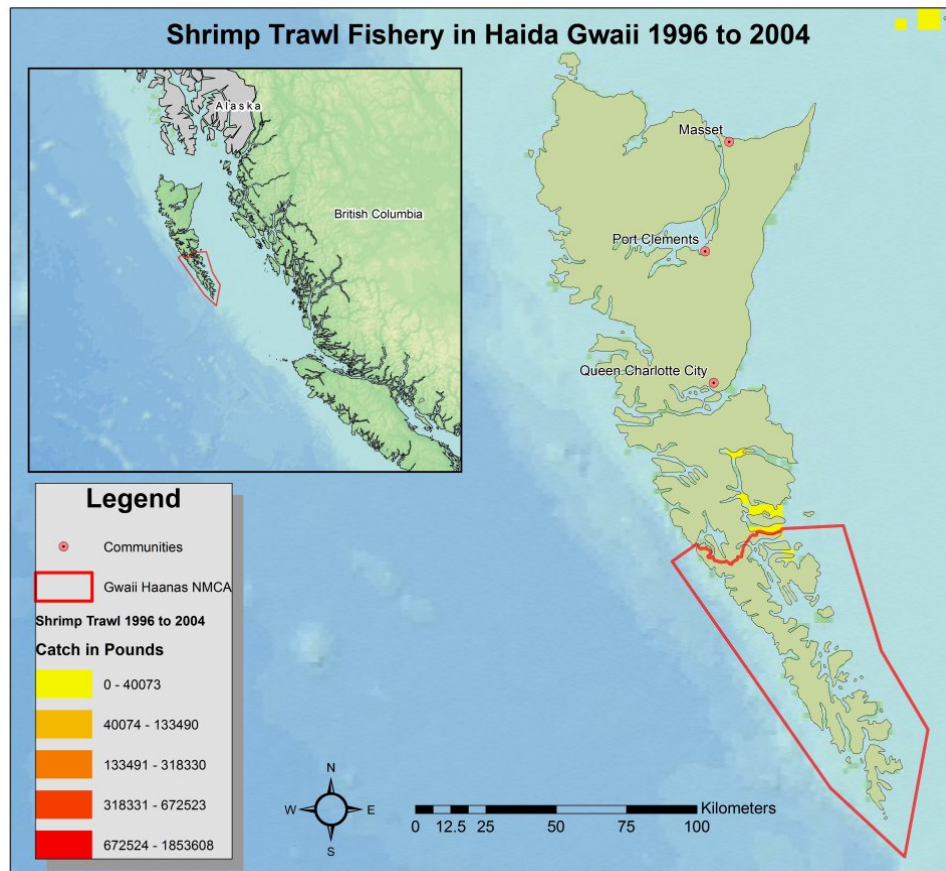 Shrimp Trawl Fishery in Haida Gwaii 1996 to 2004
Alaska
British Columbia
Masset
Port Clements
Queen Charlotte City
Legend
Communities
Gwaii Haanas NMCA
Shrimp Trawl 1996 to 2004
Catch in Pounds
0 - 40073
40074 - 133490
133491 - 318330
318331 - 672523
672524 - 1853608
N
W E
S
Kilometers
0 12.5 25 50 75 100